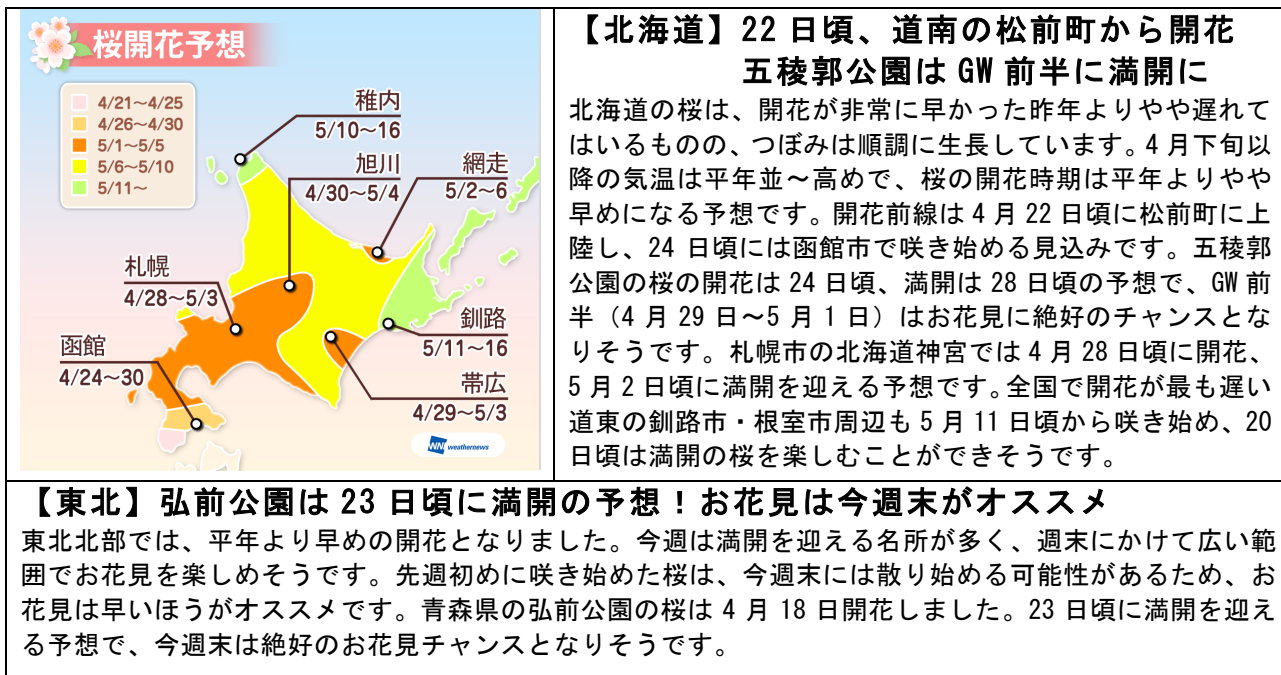 桜開花予想
4/21～4/25
4/26～4/30
5/1～5/5
5/6～5/10
5/11～
稚内
5/10～16
旭川
4/30～5/4
網走
5/2～6
札幌
4/28～5/3
釧路
5/11～16
函館
4/24～30
帯広
4/29～5/3
WNI weathernews
【北海道】22 日頃、道南の松前町から開花
五稜郭公園は GW 前半に満開に
北海道の桜は、開花が非常に早かった昨年よりやや遅れて
はいるものの、つぼみは順調に生長しています。4 月下旬以
降の気温は平年並～高めで、桜の開花時期は平年よりやや
早めになる予想です。開花前線は 4 月 22 日頃に松前町に上
陸し、24 日頃には函館市で咲き始める見込みです。五稜郭
公園の桜の開花は 24 日頃、満開は 28 日頃の予想で、GW 前
半（4 月 29 日～5 月 1 日）はお花見に絶好のチャンスとな
りそうです。札幌市の北海道神宮では 4 月 28 日頃に開花、
5 月 2 日頃に満開を迎える予想です。全国で開花が最も遅い
道東の釧路市・根室市周辺も 5 月 11 日頃から咲き始め、20
日頃は満開の桜を楽しむことができそうです。
【東北】弘前公園は 23 日頃に満開の予想！お花見は今週末がオススメ
東北北部では、平年より早めの開花となりました。今週は満開を迎える名所が多く、週末にかけて広い範
囲でお花見を楽しめそうです。先週初めに咲き始めた桜は、今週末には散り始める可能性があるため、お
花見は早いほうがオススメです。青森県の弘前公園の桜は 4 月 18 日開花しました。23 日頃に満開を迎え
る予想で、今週末は絶好のお花見チャンスとなりそうです。